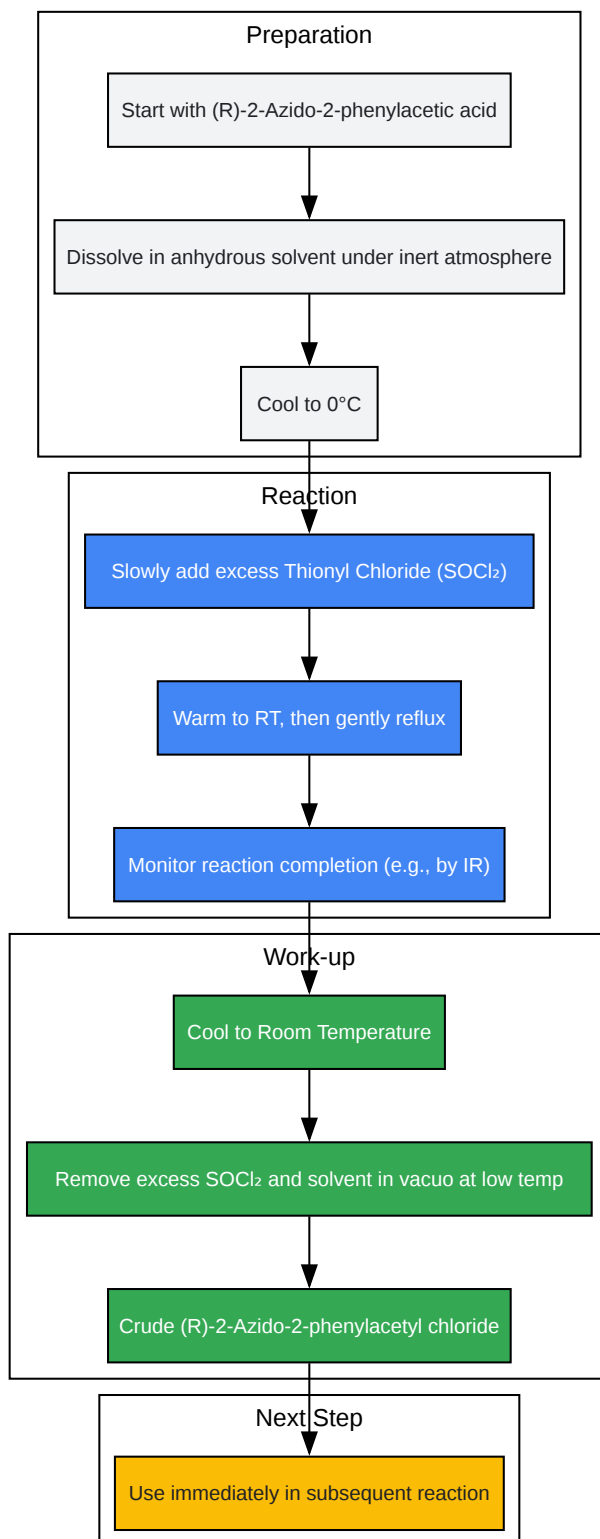 Preparation
Start with (R)-2-Azido-2-phenylacetic acid
Dissolve in anhydrous solvent under inert atmosphere
Cool to 0°C
Reaction
Slowly add excess Thionyl Chloride (SOCl₂)
Warm to RT, then gently reflux
Monitor reaction completion (e.g., by IR)
Work-up
Cool to Room Temperature
Remove excess SOCl₂ and solvent in vacuo at low temp
Crude (R)-2-Azido-2-phenylacetyl chloride
Next Step
Use immediately in subsequent reaction